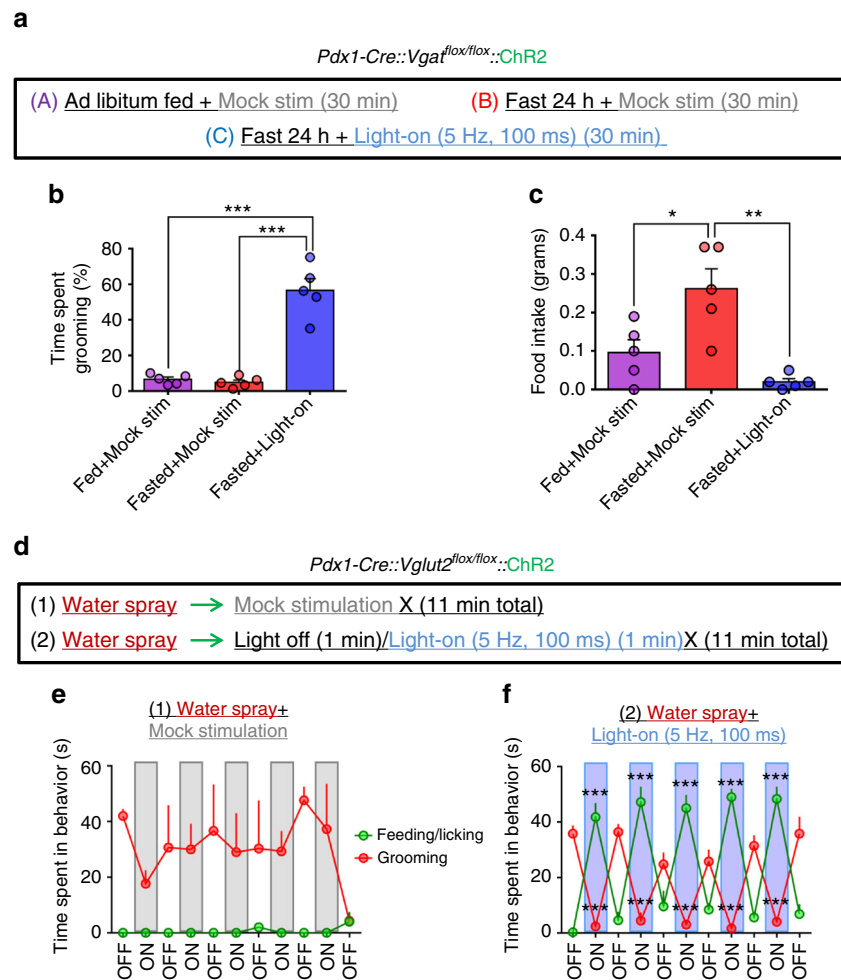 a
Pdx1-Cre::Vgat^flox/flox::ChR2
(A) Ad libitum fed + Mock stim (30 min)
(B) Fast 24 h + Mock stim (30 min)
(C) Fast 24 h + Light-on (5 Hz, 100 ms) (30 min)
b
***
***
Time spent
grooming (%)
80
60
40
20
0
Fed+Mock stim
Fasted+Mock stim
Fasted+Light-on
c
*
**
Food intake (grams)
0.4
0.3
0.2
0.1
0.0
Fed+Mock stim
Fasted+Mock stim
Fasted+Light-on
d
Pdx1-Cre::Vglut2^flox/flox::ChR2
(1) Water spray → Mock stimulation X (11 min total)
(2) Water spray → Light off (1 min)/Light-on (5 Hz, 100 ms) (1 min)X (11 min total)
e
(1) Water spray+
Mock stimulation
Time spent in behavior (s)
60
40
20
0
OFF
ON
OFF
ON
OFF
ON
OFF
ON
OFF
ON
OFF
Feeding/licking
Grooming
f
(2) Water spray+
Light-on (5 Hz, 100 ms)
Time spent in behavior (s)
60
40
20
0
*** *** *** *** ***
*** *** *** *** ***
OFF
ON
OFF
ON
OFF
ON
OFF
ON
OFF
ON
OFF